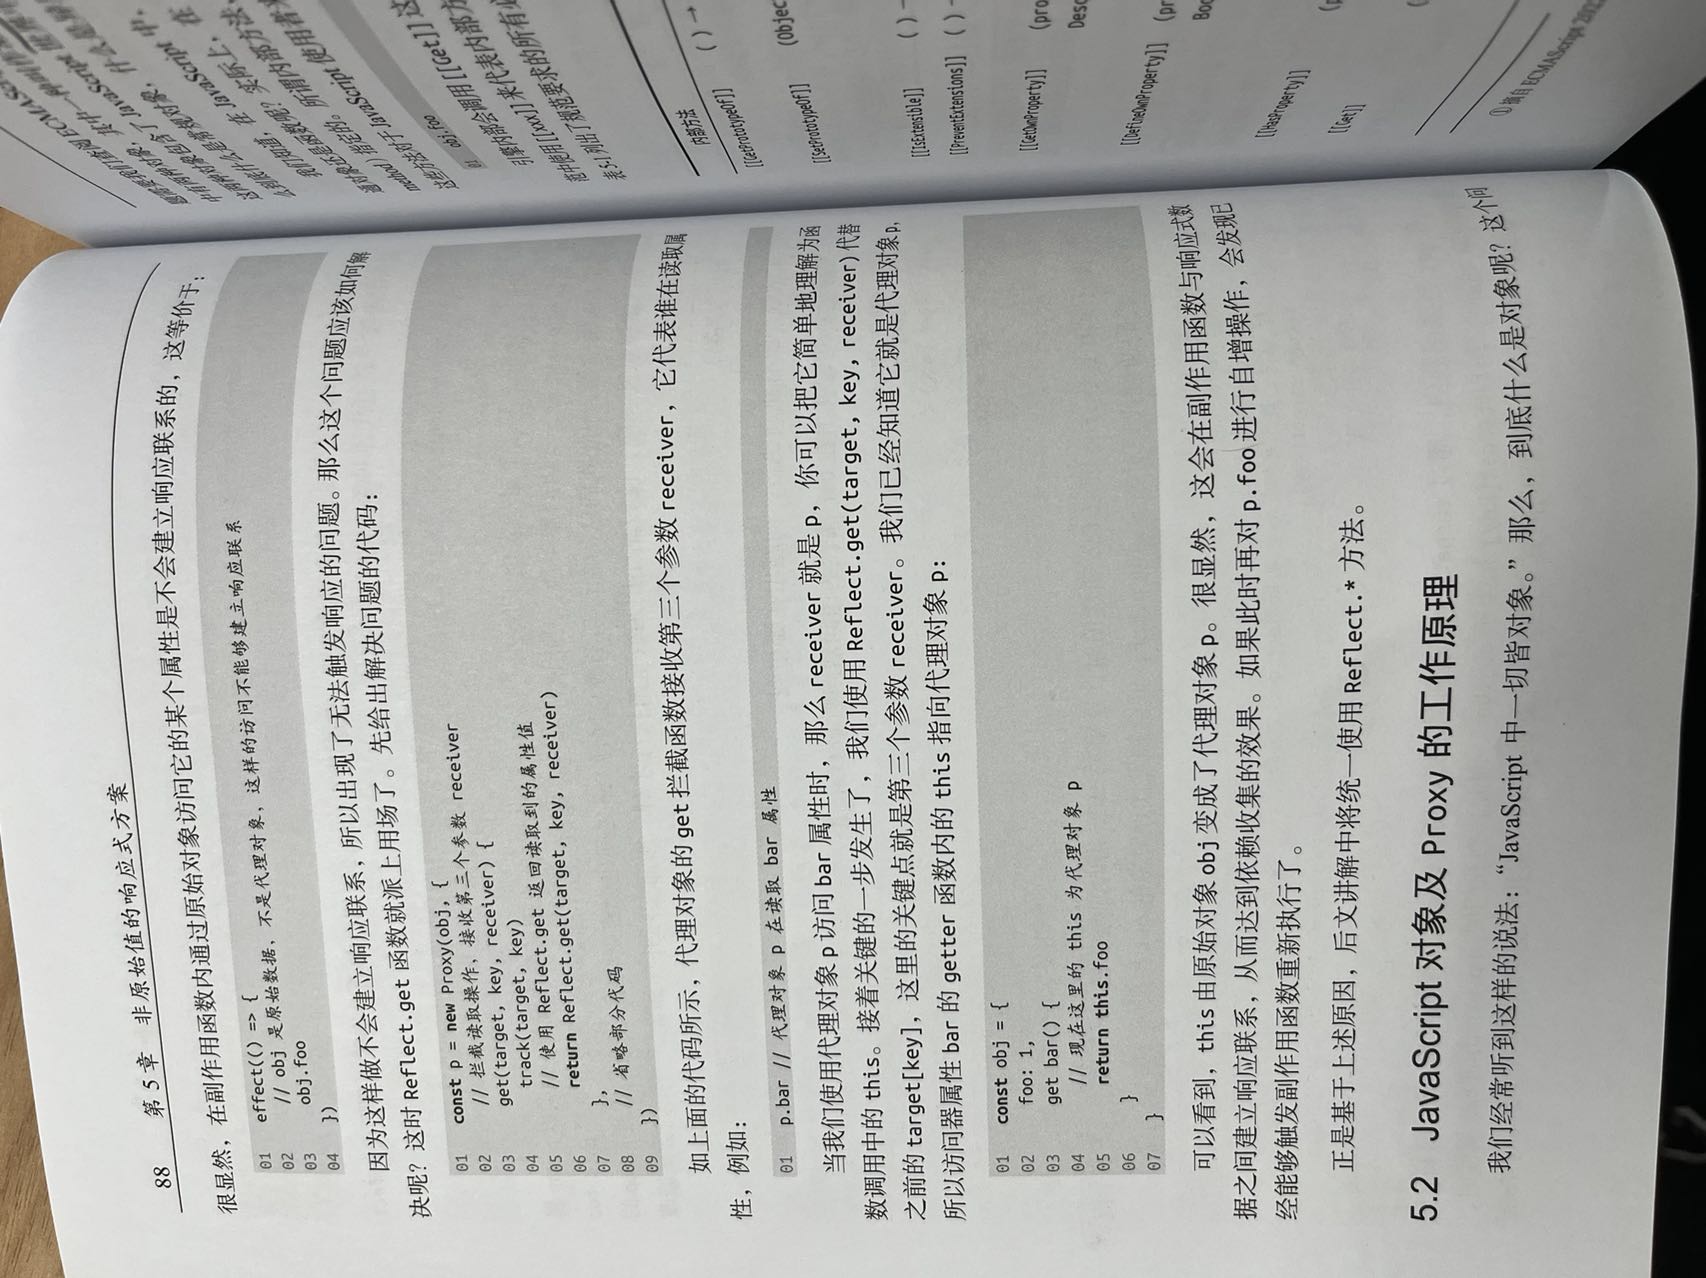 88 第5章 非原始值的响应式方案
很显然，在副作用函数内通过原始对象访问它的某个属性是不会建立响应联系的，这等价于：
01 effect(() => {
02   // obj 是原始数据，不是代理对象，这样的访问不能够建立响应联系
03   obj.foo
04 })
因为这样做不会建立响应联系，所以出现了无法触发响应的问题。那么这个问题应该如何解
决呢？这时 Reflect.get 函数就派上用场了。先给出解决问题的代码：
01 const p = new Proxy(obj, {
02   // 拦截读取操作，接收第三个参数 receiver
03   get(target, key, receiver) {
04     track(target, key)
05     // 使用 Reflect.get 返回读取到的属性值
06     return Reflect.get(target, key, receiver)
07   },
08   // 省略部分代码
09 })
如上面的代码所示，代理对象的 get 拦截函数接收第三个参数 receiver，它代表谁在读取属
性，例如：
01 p.bar // 代理对象 p 在读取 bar 属性
当我们使用代理对象 p 访问 bar 属性时，那么 receiver 就是 p，你可以把它简单地理解为函
数调用中的 this。接着关键的一步发生了，我们使用 Reflect.get(target, key, receiver) 代替
之前的 target[key]，这里的关键点就是第三个参数 receiver。我们已经知道它就是代理对象 p，
所以访问器属性 bar 的 getter 函数内的 this 指向代理对象 p：
01 const obj = {
02   foo: 1,
03   get bar() {
04     // 现在这里的 this 为代理对象 p
05     return this.foo
06   }
07 }
可以看到，this 由原始对象 obj 变成了代理对象 p。很显然，这会在副作用函数与响应式数
据之间建立响应联系，从而达到依赖收集的效果。如果此时再对 p.foo 进行自增操作，会发现已
经能够触发副作用函数重新执行了。
正是基于上述原因，后文讲解中将统一使用 Reflect.* 方法。
5.2 JavaScript 对象及 Proxy 的工作原理
我们经常听到这样的说法：“JavaScript 中一切皆对象。”那么，到底什么是对象呢？这个问
题需要我们查阅 ECMAScr
中有两种对象，其中一种叫作
这两种对象包含了 JavaScript 世界中
么到底什么是常规对象，什么是异
我们知道，在 JavaScript 中，
通对象还是函数呢？实际上，在
method）指定的。所谓内部方法，
这些方法对于 JavaScript 使用者来
01 obj.foo
引擎内部会调用 [[Get]] 这
范中使用 [[xxx]] 来代表内部方
表 5-1 列出了规范要求的所有必
内部方法
[[GetPrototypeOf]] ( ) →
[[SetPrototypeOf]] (Objec
[[IsExtensible]] ( )
[[PreventExtensions]] ( )
[[GetOwnProperty]] (pro
Desc
[[DefineOwnProperty]] (pr
Boo
[[HasProperty]] (p
[[Get]]
① 摘自 ECMAScript 202